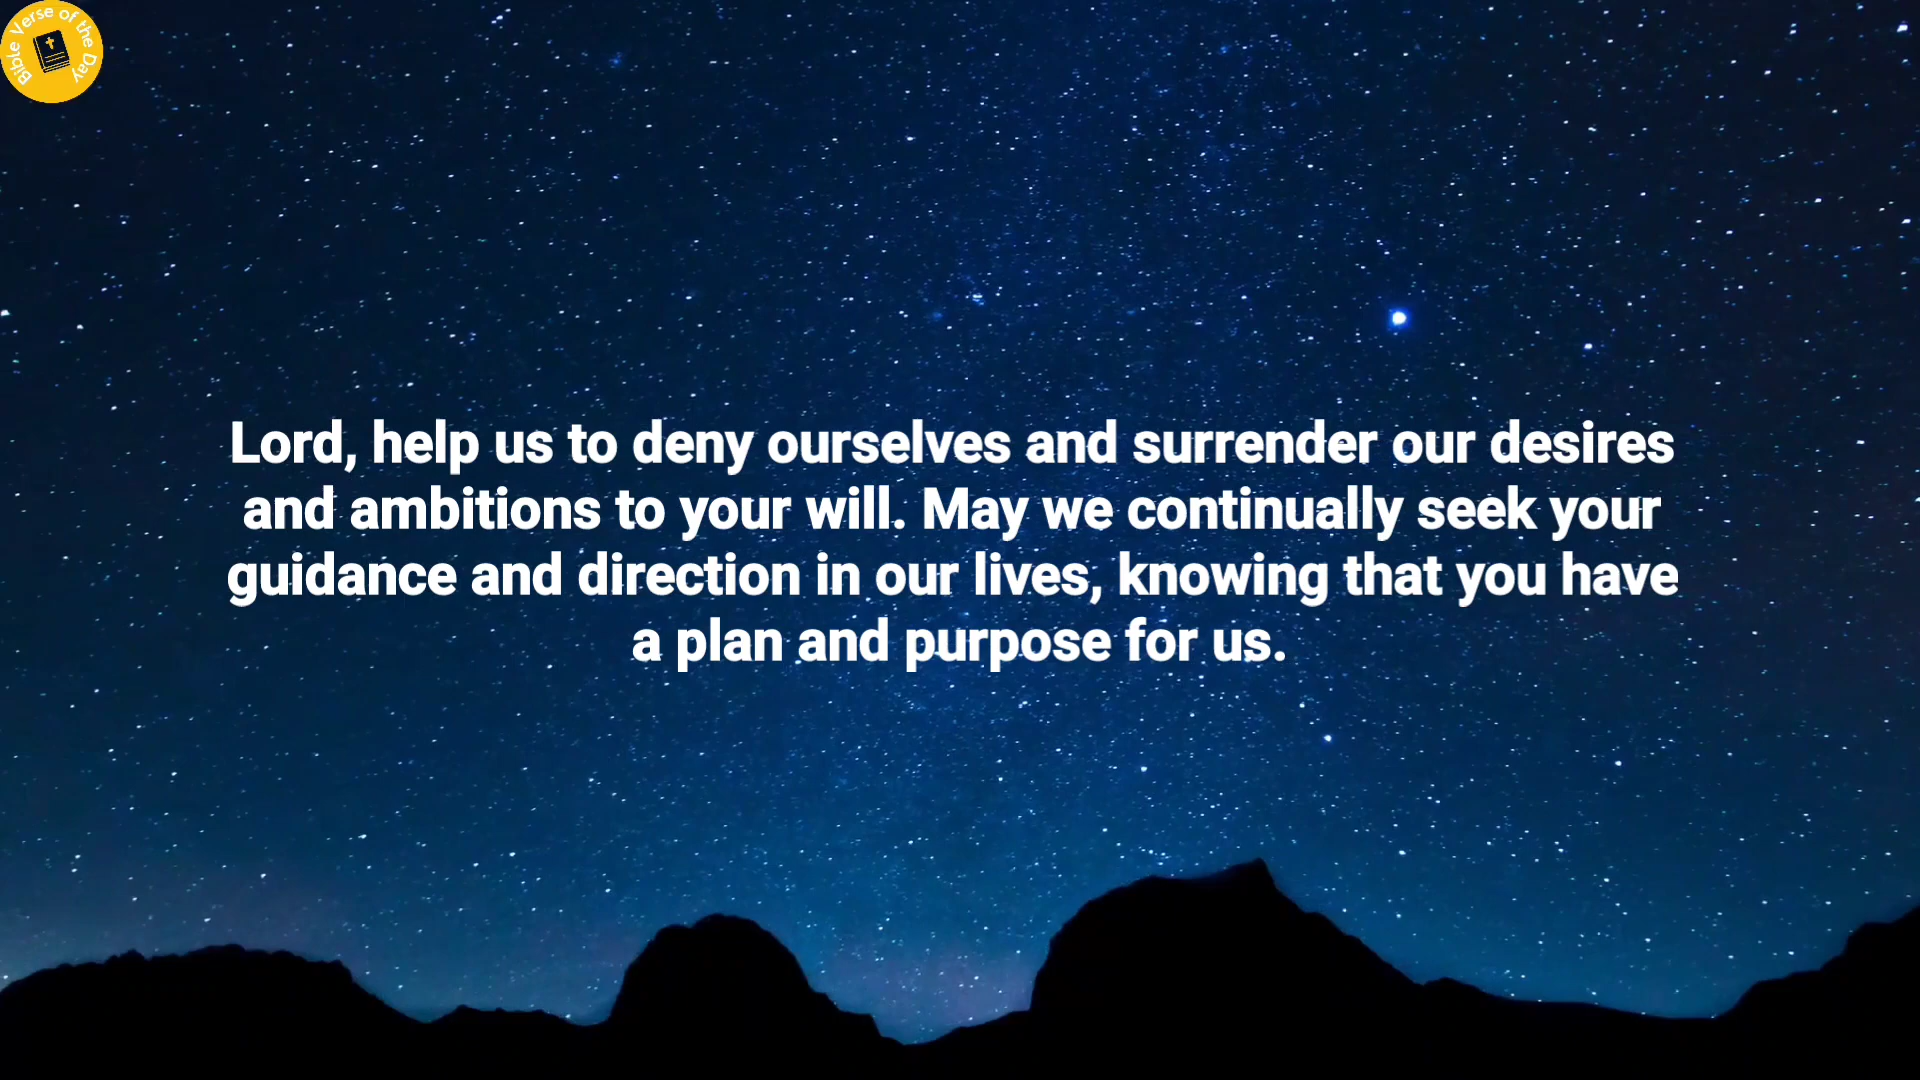 Bible Verse of the Day
Lord, help us to deny ourselves and surrender our desires
and ambitions to your will. May we continually seek your
guidance and direction in our lives, knowing that you have
a plan and purpose for us.